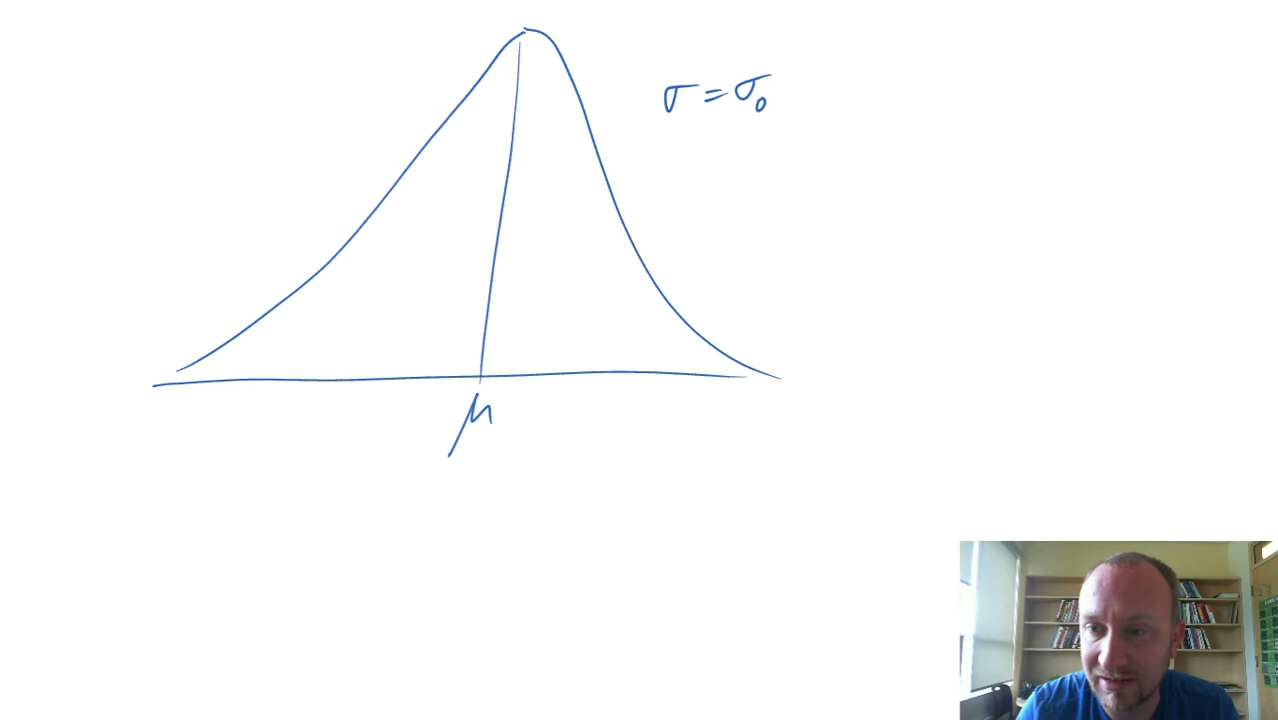 σ = σ₀
μ